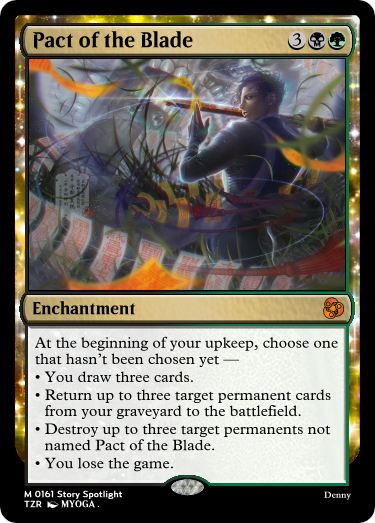 Pact of the Blade 3
Enchantment
At the beginning of your upkeep, choose one
that hasn't been chosen yet —
• You draw three cards.
• Return up to three target permanent cards
from your graveyard to the battlefield.
• Destroy up to three target permanents not
named Pact of the Blade.
• You lose the game.
M 0161 Story Spotlight
TZR MYOGA. Denny